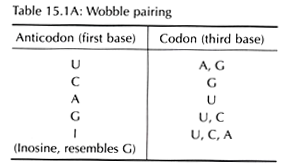 Table 15.1A: Wobble pairing
Anticodon (first base) Codon (third base)
U A, G
C G
A U
G U, C
I U, C, A
(Inosine, resembles G)